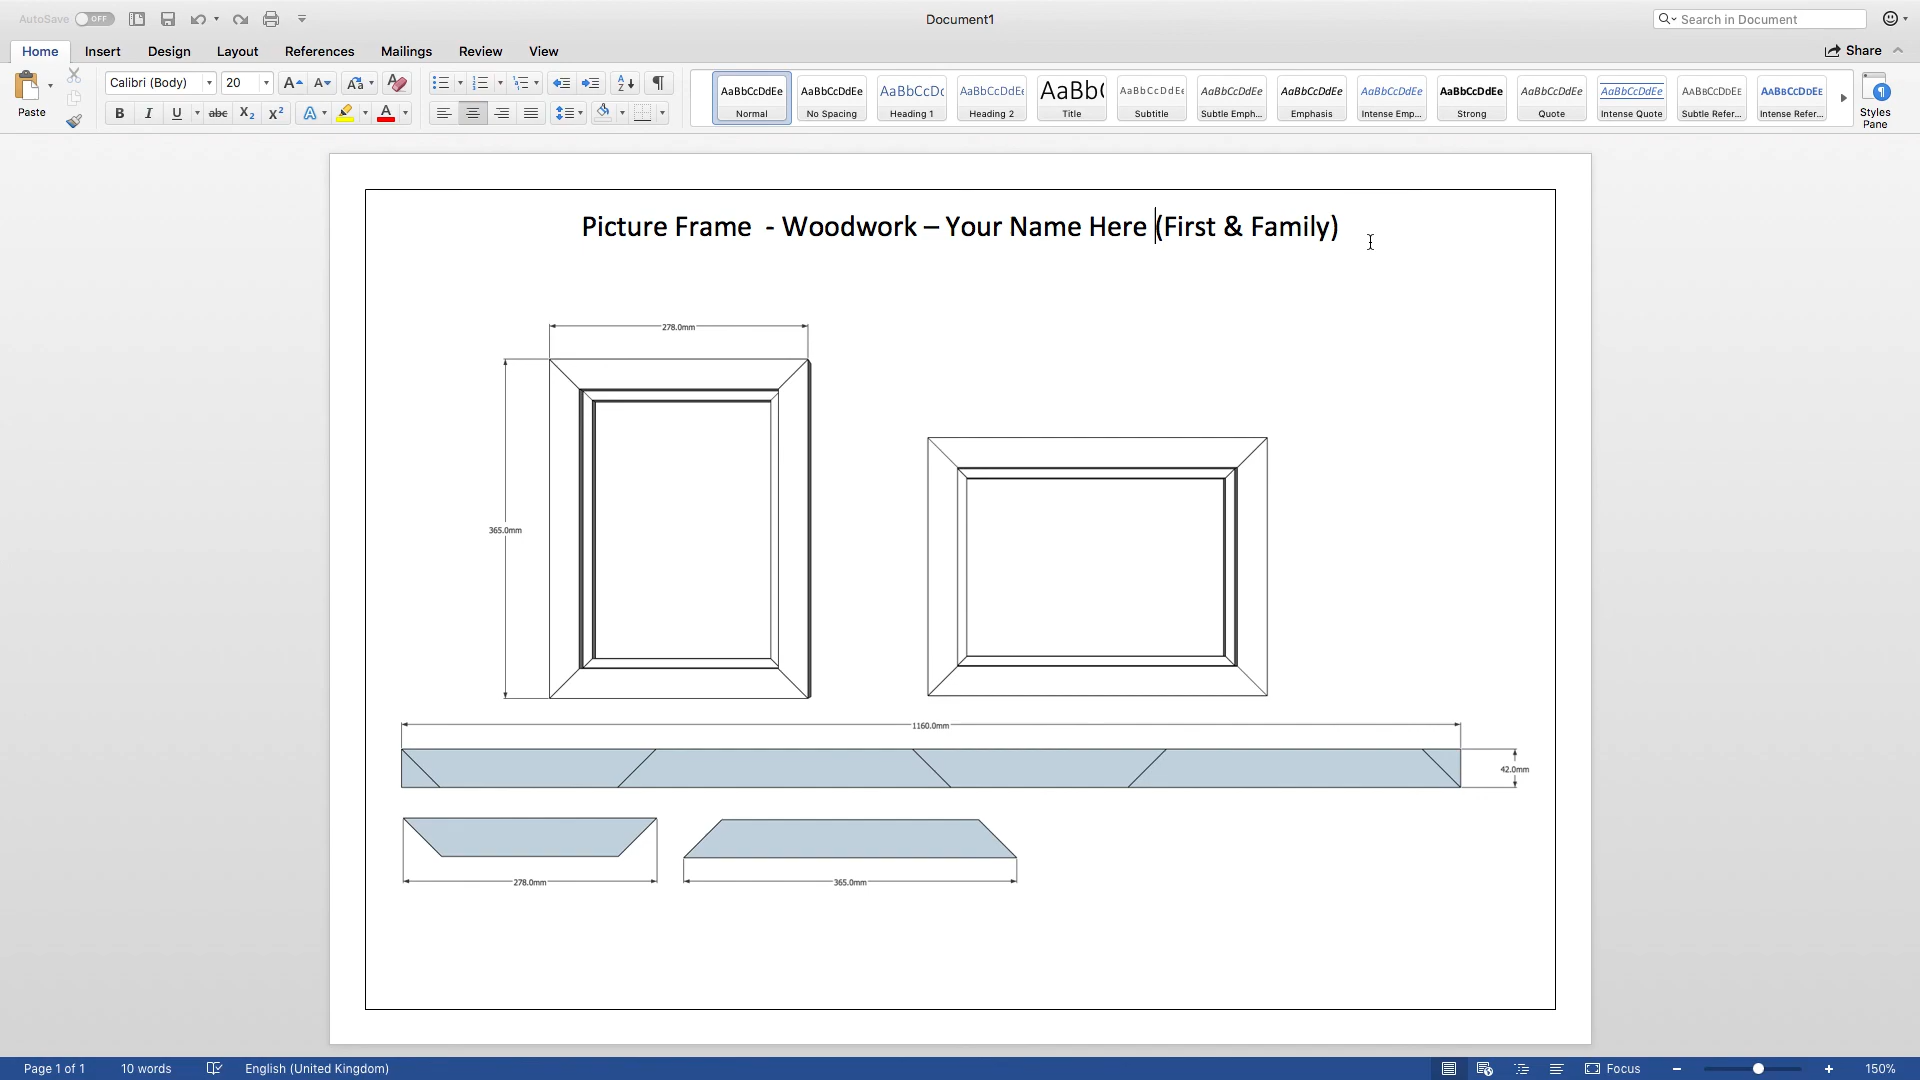 AutoSave OFF
Document1
Search in Document
Home Insert Design Layout References Mailings Review View
Share
Paste
Calibri (Body) 20
AaBbCcDdEe AaBbCcDdEe AaBbCcDc AaBbCcDdEe AaBb( AaBbCcDdEe AaBbCcDdEe AaBbCcDdEe AaBbCcDdEe AaBbCcDdEe AaBbCcDdEe AaBbCcDdEe AaBbCcDdEe AaBbCcDdEe
Normal No Spacing Heading 1 Heading 2 Title Subtitle Subtle Emph... Emphasis Intense Emp... Strong Quote Intense Quote Subtle Refer... Intense Refer...
Styles
Pane
Picture Frame - Woodwork – Your Name Here (First & Family)
278.0mm
365.0mm
1160.0mm
42.0mm
278.0mm 365.0mm
Page 1 of 1 10 words English (United Kingdom) Focus 150%